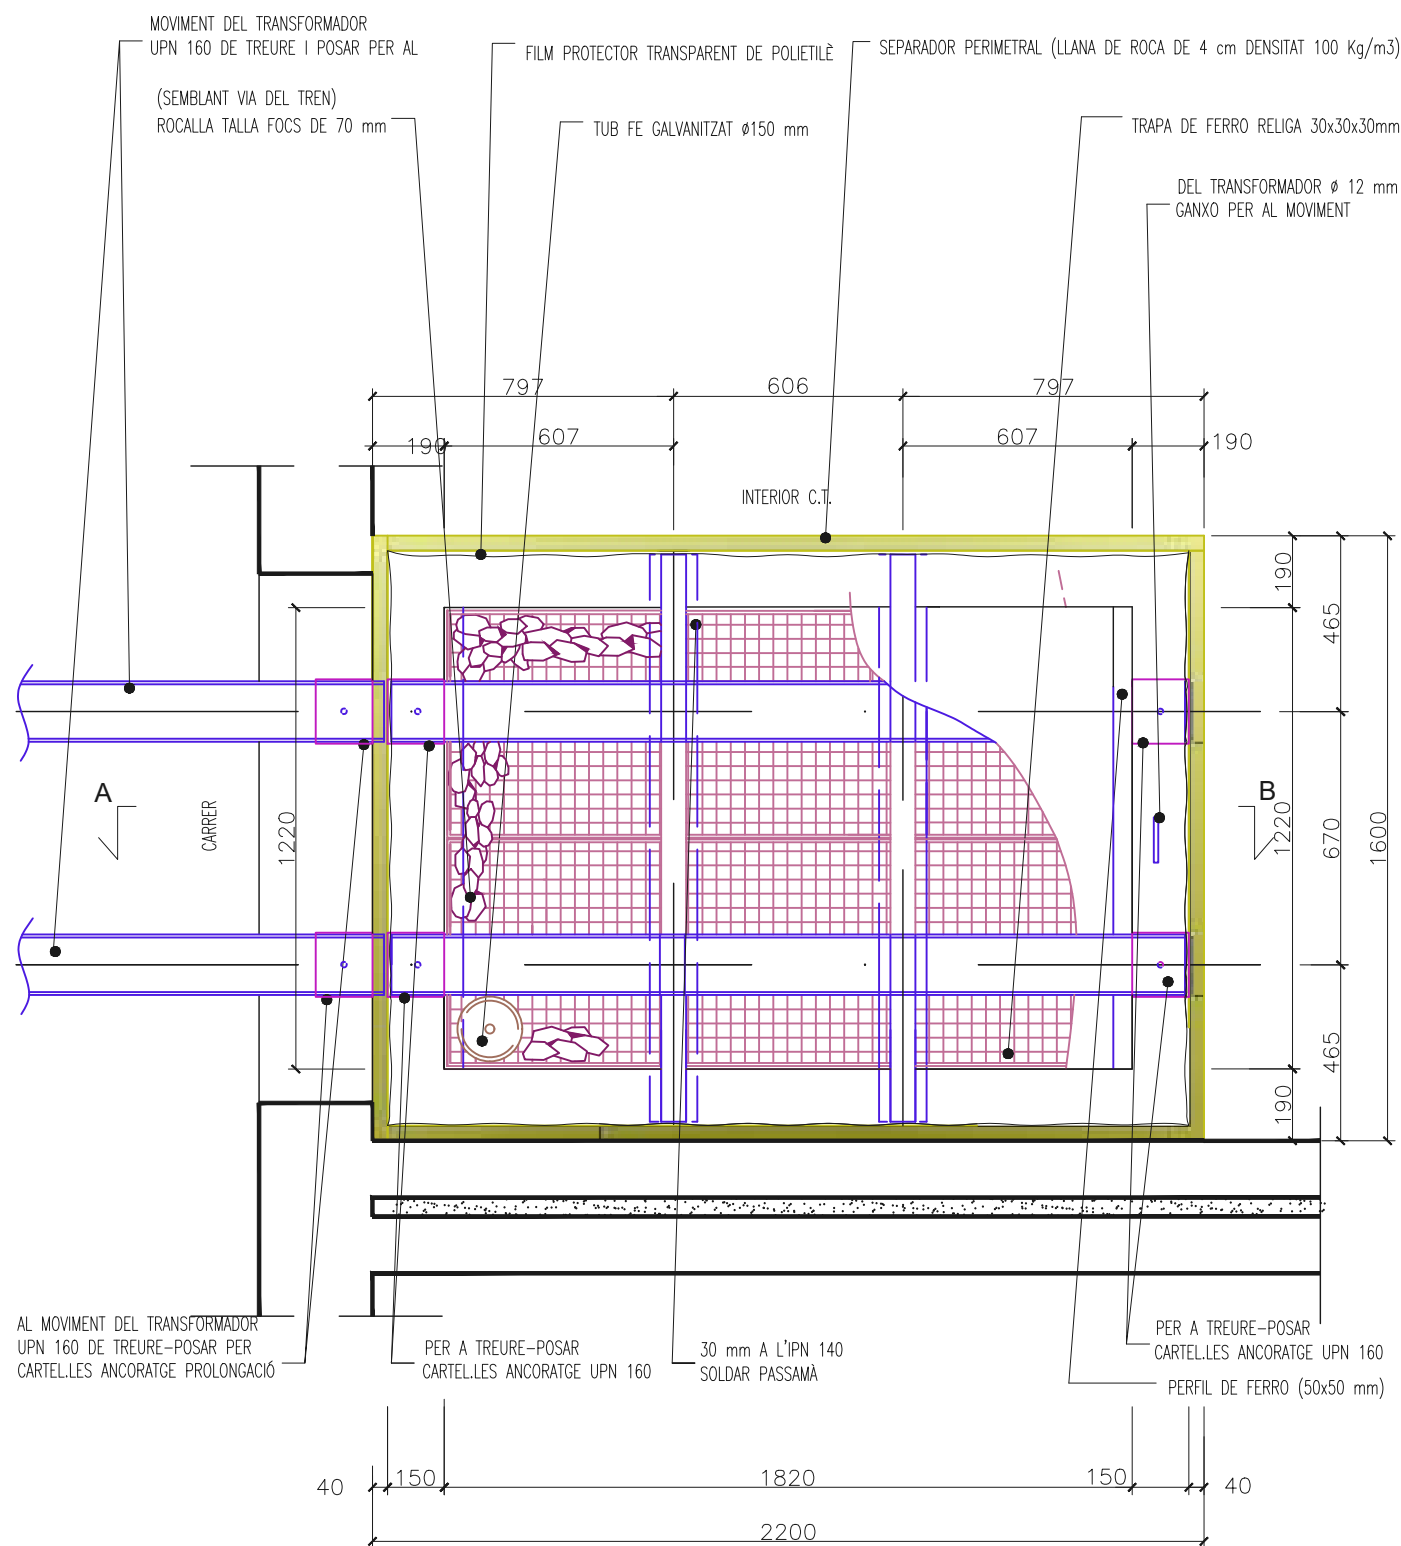 MOVIMENT DEL TRANSFORMADOR
UPN 160 DE TREURE I POSAR PER AL
(SEMBLANT VIA DEL TREN)
ROCALLA TALLA FOCS DE 70 mm
FILM PROTECTOR TRANSPARENT DE POLIETILÈ
TUB FE GALVANITZAT ø150 mm
SEPARADOR PERIMETRAL (LLANA DE ROCA DE 4 cm DENSITAT 100 Kg/m3)
TRAPA DE FERRO RELIGA 30x30x30mm
DEL TRANSFORMADOR ø 12 mm
GANXO PER AL MOVIMENT
797
606
797
190
607
607
190
INTERIOR C.T.
190
465
A
CARRER
1220
B
1220
670
1600
465
190
AL MOVIMENT DEL TRANSFORMADOR
UPN 160 DE TREURE-POSAR PER
CARTEL.LES ANCORATGE PROLONGACIÓ
PER A TREURE-POSAR
CARTEL.LES ANCORATGE UPN 160
30 mm A L'IPN 140
SOLDAR PASSAMÀ
PER A TREURE-POSAR
CARTEL.LES ANCORATGE UPN 160
PERFIL DE FERRO (50x50 mm)
40
150
1820
150
40
2200